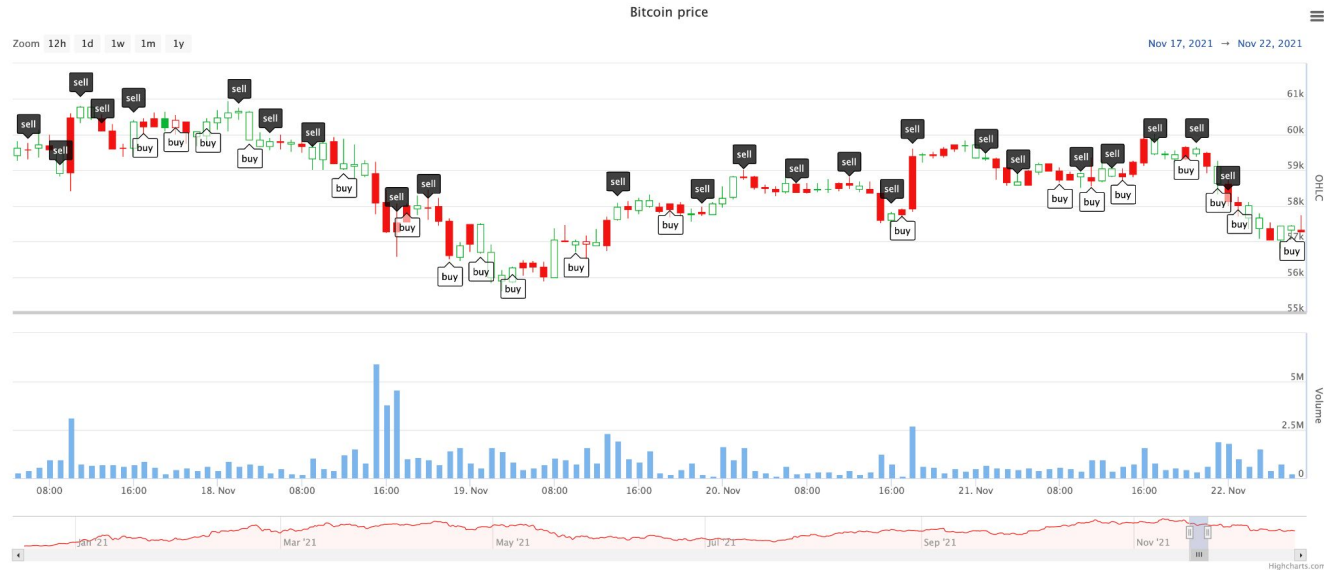 Bitcoin price
Zoom 12h 1d 1w 1m 1y
Nov 17, 2021 → Nov 22, 2021
sell
sell
sell
sell
sell
buy
buy
buy
sell
buy
sell
sell
buy
sell
buy
sell
buy
buy
buy
buy
sell
buy
sell
sell
sell
sell
sell
buy
sell
sell
sell
buy
sell
buy
sell
buy
sell
buy
sell
buy
sell
buy
buy
61k
60k
59k
58k
57k
56k
55k
OHLC
5M
2.5M
0
Volume
08:00 16:00 18. Nov 08:00 16:00 19. Nov 08:00 16:00 20. Nov 08:00 16:00 21. Nov 08:00 16:00 22. Nov
Jan '21 Mar '21 May '21 Jul '21 Sep '21 Nov '21
Highcharts.com